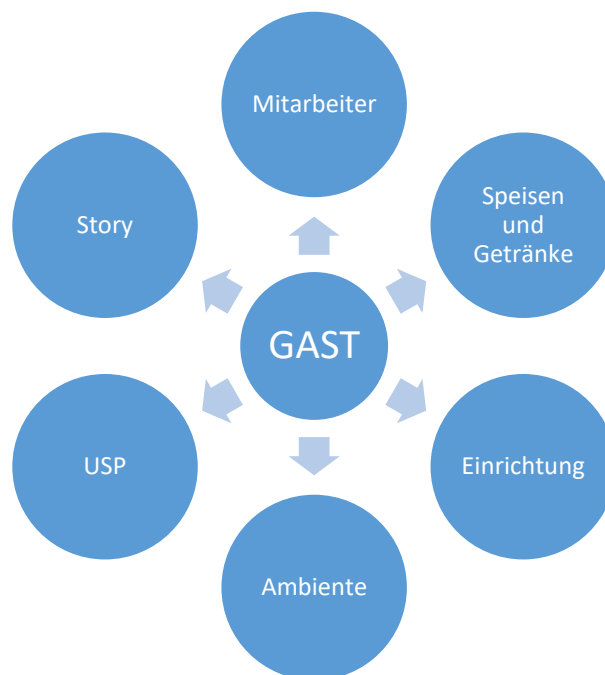 Mitarbeiter
Story
Speisen
und
Getränke
GAST
USP
Einrichtung
Ambiente